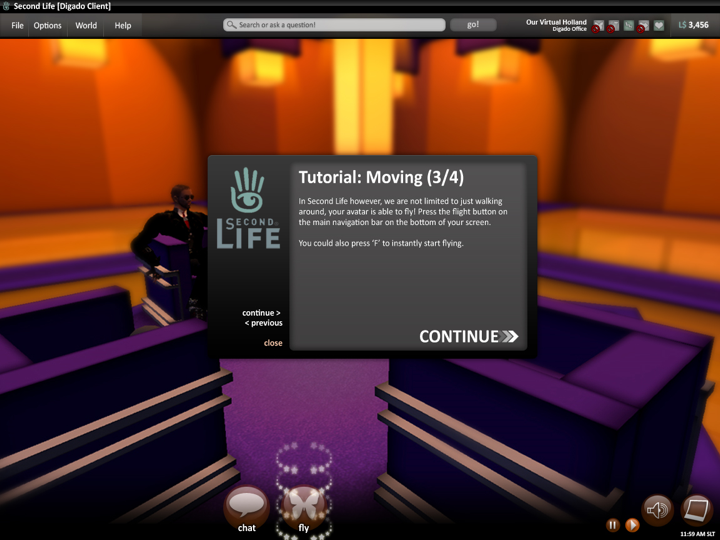 Second Life [Digado Client]
File Options World Help
Search or ask a question!
go!
Our Virtual Holland
Digado Office
L$ 3,456
SECOND
LIFE
Tutorial: Moving (3/4)
In Second Life however, we are not limited to just walking
around, your avatar is able to fly! Press the flight button on
the main navigation bar on the bottom of your screen.
You could also press 'F' to instantly start flying.
continue >
< previous
close
CONTINUE
chat
fly
11:59 AM SLT